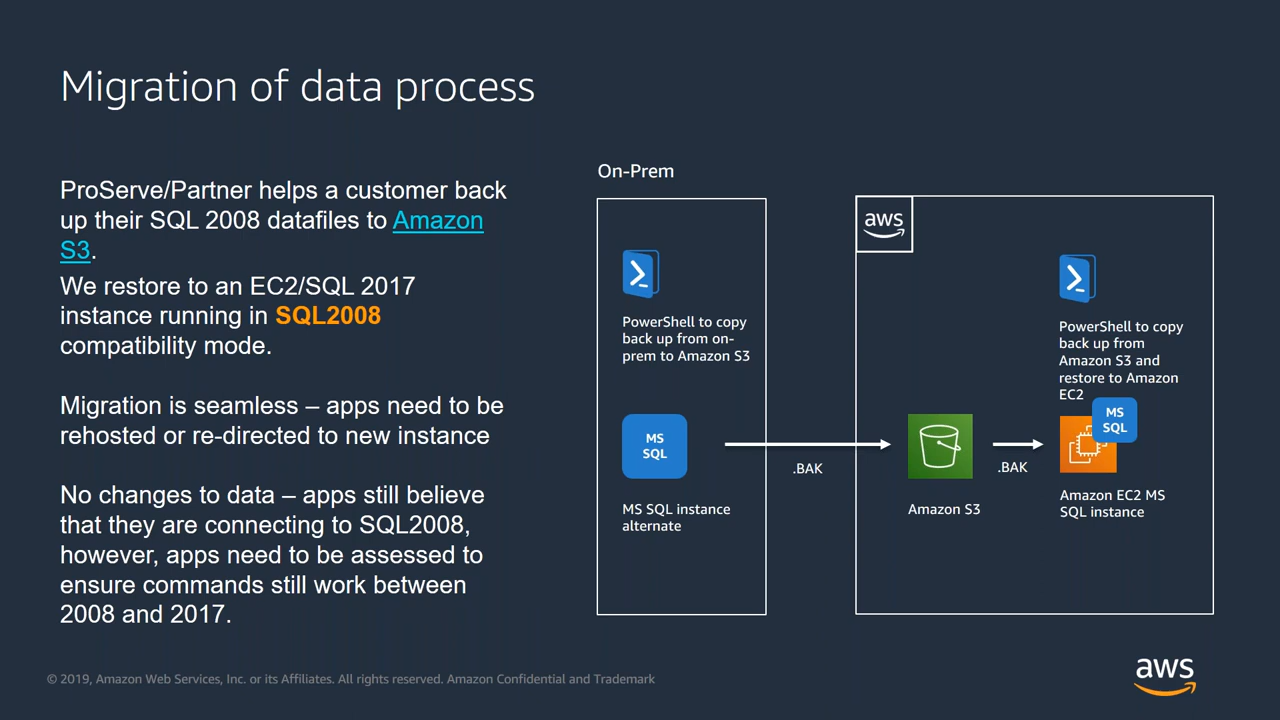 Migration of data process
ProServe/Partner helps a customer back
up their SQL 2008 datafiles to Amazon
S3.
We restore to an EC2/SQL 2017
instance running in SQL2008
compatibility mode.
Migration is seamless – apps need to be
rehosted or re-directed to new instance
No changes to data – apps still believe
that they are connecting to SQL2008,
however, apps need to be assessed to
ensure commands still work between
2008 and 2017.
On-Prem
PowerShell to copy
back up from on-
prem to Amazon S3
MS
SQL
MS SQL instance
alternate
.BAK
aws
Amazon S3
.BAK
PowerShell to copy
back up from
Amazon S3 and
restore to Amazon
EC2
MS
SQL
Amazon EC2 MS
SQL instance
© 2019, Amazon Web Services, Inc. or its Affiliates. All rights reserved. Amazon Confidential and Trademark
aws